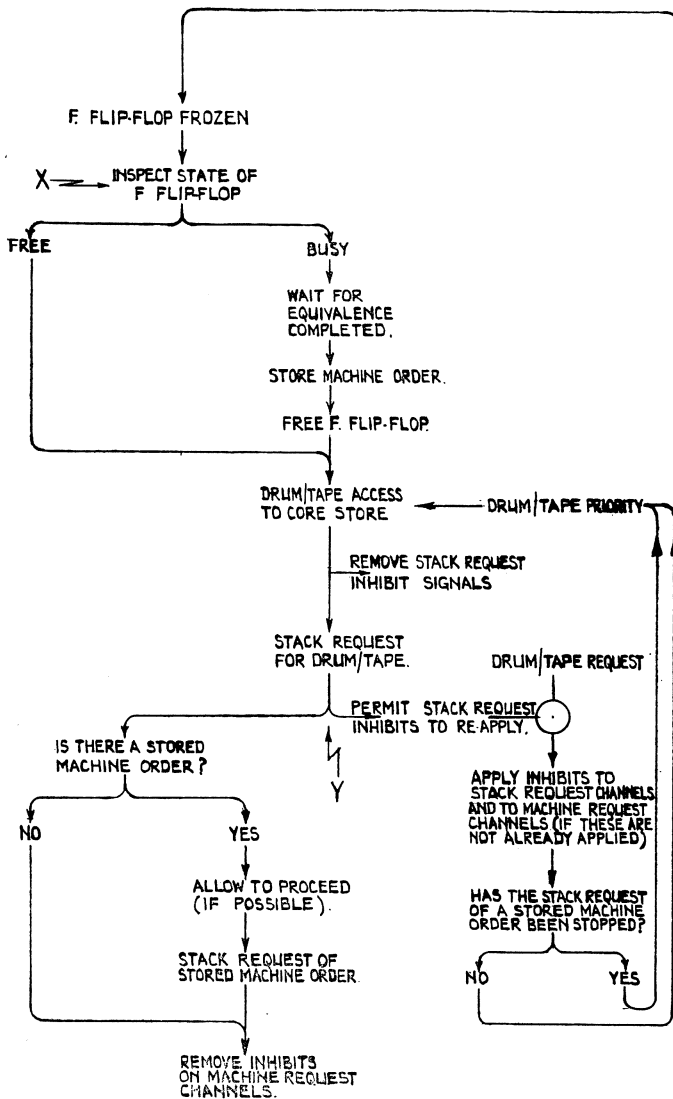 F. FLIP-FLOP FROZEN
X
INSPECT STATE OF
F FLIP-FLOP
FREE
BUSY
WAIT FOR
EQUIVALENCE
COMPLETED.
STORE MACHINE ORDER.
FREE F. FLIP-FLOP.
DRUM/TAPE ACCESS
TO CORE STORE
DRUM/TAPE PRIORITY
REMOVE STACK REQUEST
INHIBIT SIGNALS
STACK REQUEST
FOR DRUM/TAPE.
DRUM/TAPE REQUEST
PERMIT STACK REQUEST
INHIBITS TO RE-APPLY.
Y
IS THERE A STORED
MACHINE ORDER?
NO
YES
ALLOW TO PROCEED
(IF POSSIBLE).
STACK REQUEST OF
STORED MACHINE ORDER.
REMOVE INHIBITS
ON MACHINE REQUEST
CHANNELS.
APPLY INHIBITS TO
STACK REQUEST CHANNELS
AND TO MACHINE REQUEST
CHANNELS (IF THESE ARE
NOT ALREADY APPLIED)
HAS THE STACK REQUEST
OF A STORED MACHINE
ORDER BEEN STOPPED?
NO
YES